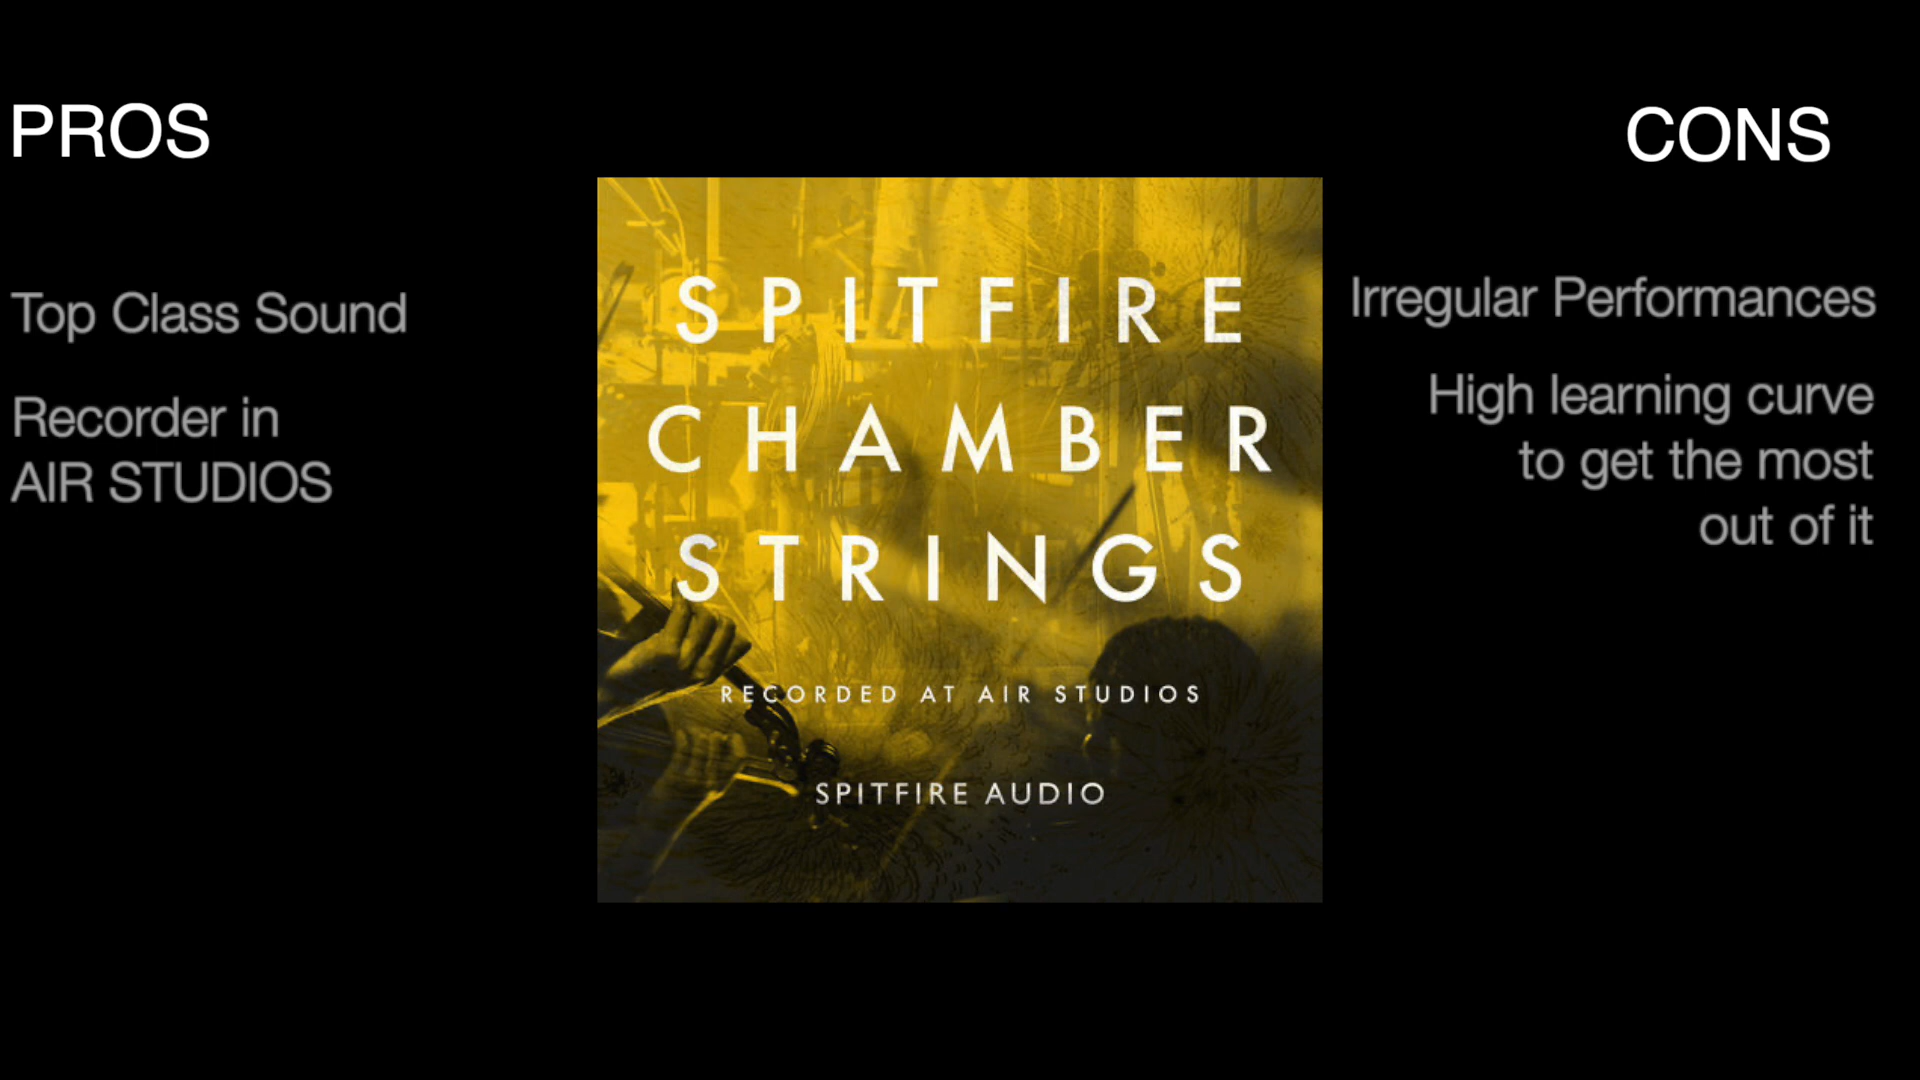 PROS
Top Class Sound
Recorder in
AIR STUDIOS
SPITFIRE
CHAMBER
STRINGS
RECORDED AT AIR STUDIOS
SPITFIRE AUDIO
CONS
Irregular Performances
High learning curve
to get the most
out of it